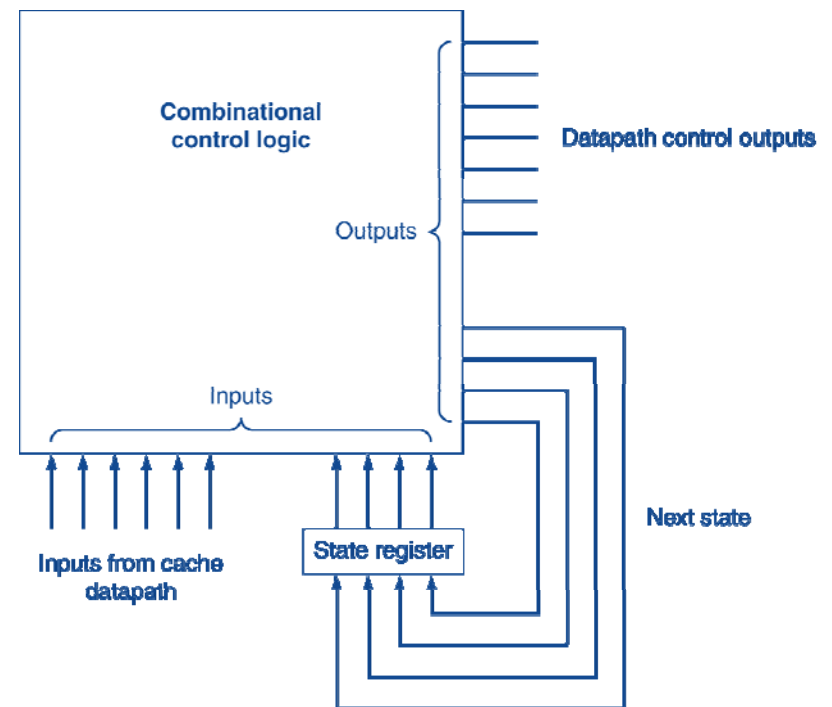 Combinational
control logic
Datapath control outputs
Outputs
Inputs
Next state
State register
Inputs from cache
datapath